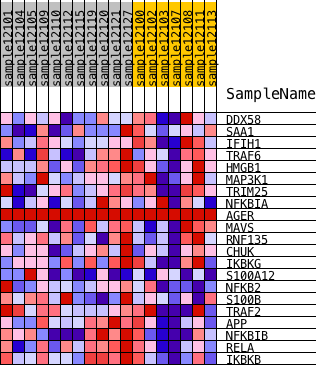 sample12101
sample12104
sample12105
sample12109
sample12110
sample12112
sample12115
sample12119
sample12120
sample12121
sample12122
sample12100
sample12102
sample12103
sample12107
sample12108
sample12111
sample12113
SampleName
DDX58
SAA1
IFIH1
TRAF6
HMGB1
MAP3K1
TRIM25
NFKBIA
AGER
MAVS
RNF135
CHUK
IKBKG
S100A12
NFKB2
S100B
TRAF2
APP
NFKBIB
RELA
IKBKB